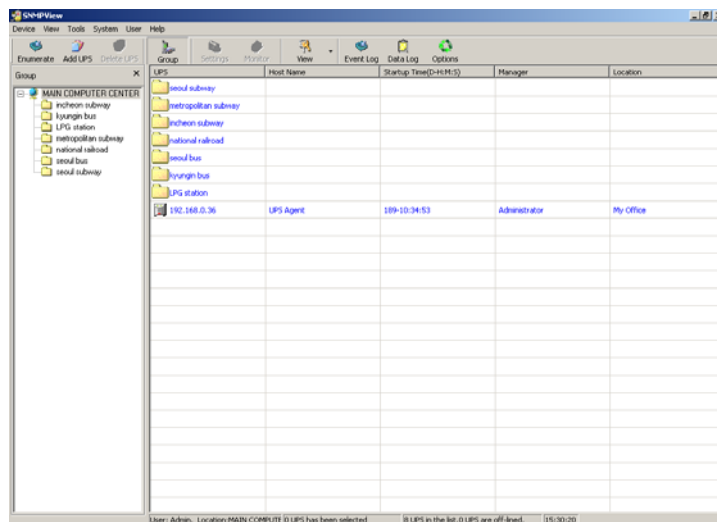 SNMPView
Device View Tools System User Help
Enumerate Add UPS Delete UPS Group Settings Monitor View Event Log Data Log Options
Group
UPS Host Name Startup Time(D-H:M:S) Manager Location
MAIN COMPUTER CENTER
incheon subway
kyungin bus
LPG station
metropolitan subway
national railroad
seoul bus
seoul subway
seoul subway
metropolitan subway
incheon subway
national railroad
seoul bus
kyungin bus
LPG station
192.168.0.36 UPS Agent 189-10:34:53 Administrator My Office
User: Admin, Location:MAIN COMPUTE 0 UPS has been selected 8 UPS in the list.0 UPS are off-lined. 15:30:20